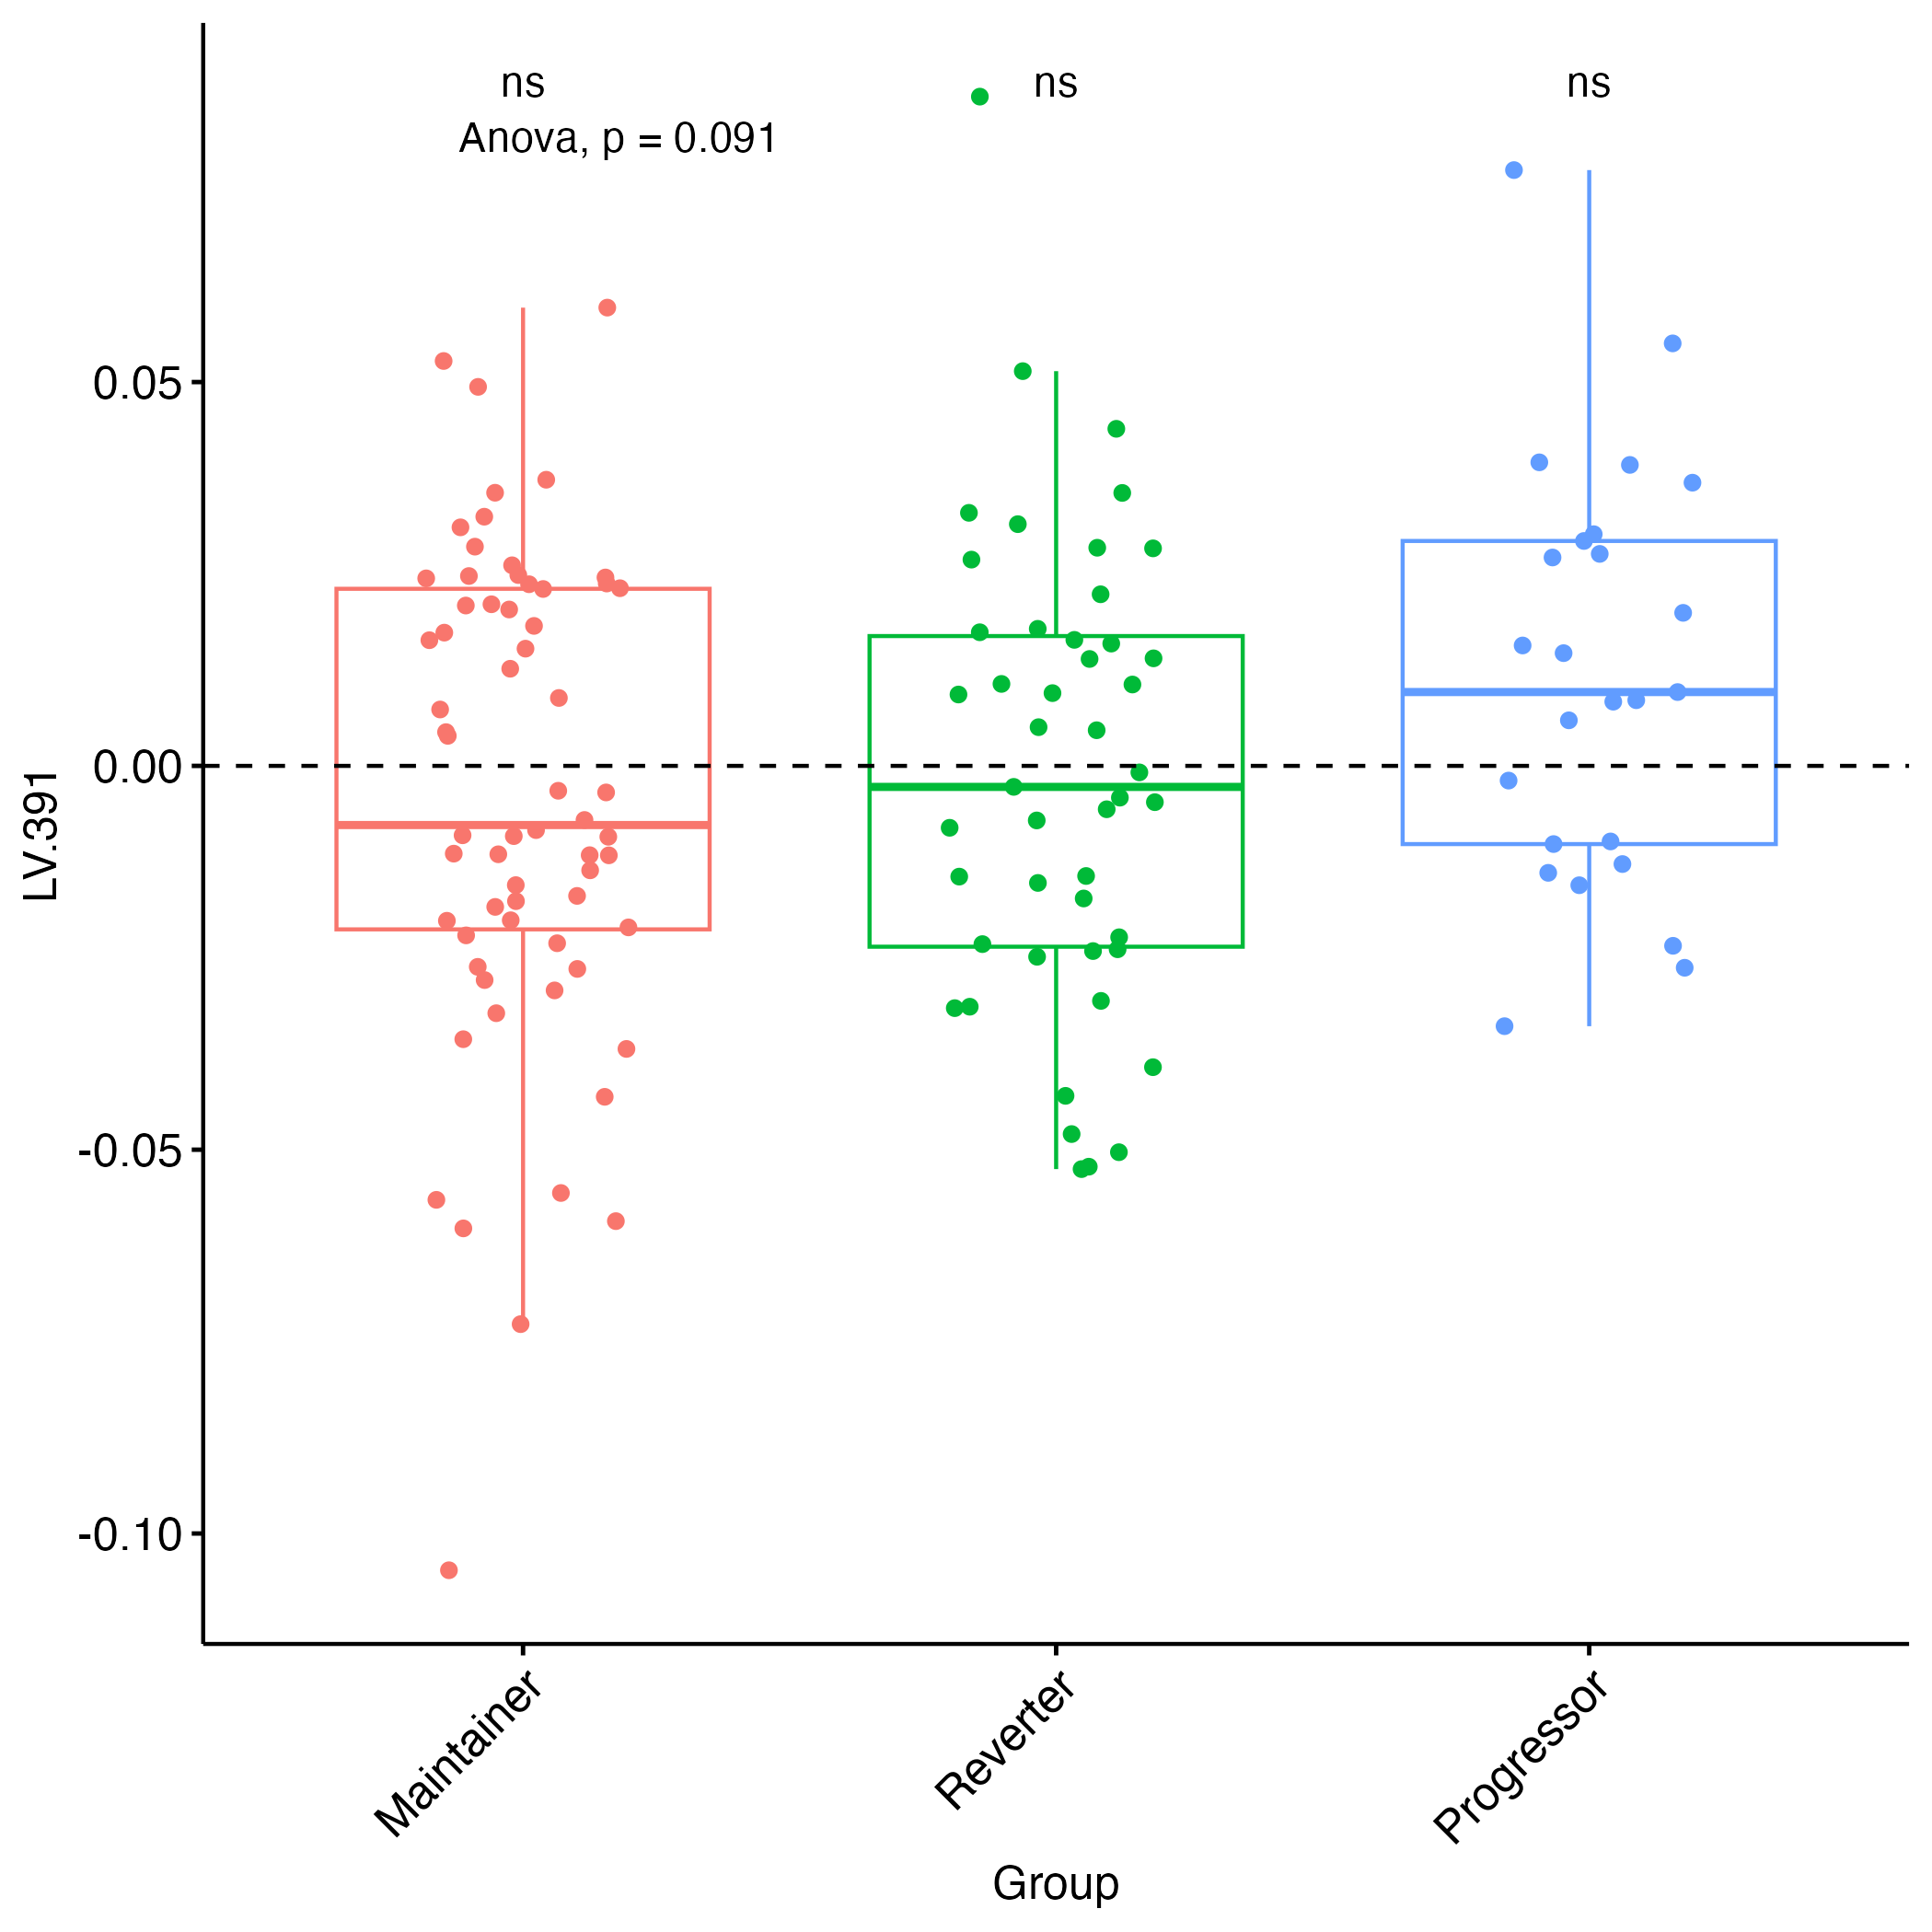 ns ns ns
Anova, p = 0.091
0.05
0.00
-0.05
-0.10
LV.391
Maintainer
Reverter
Progressor
Group